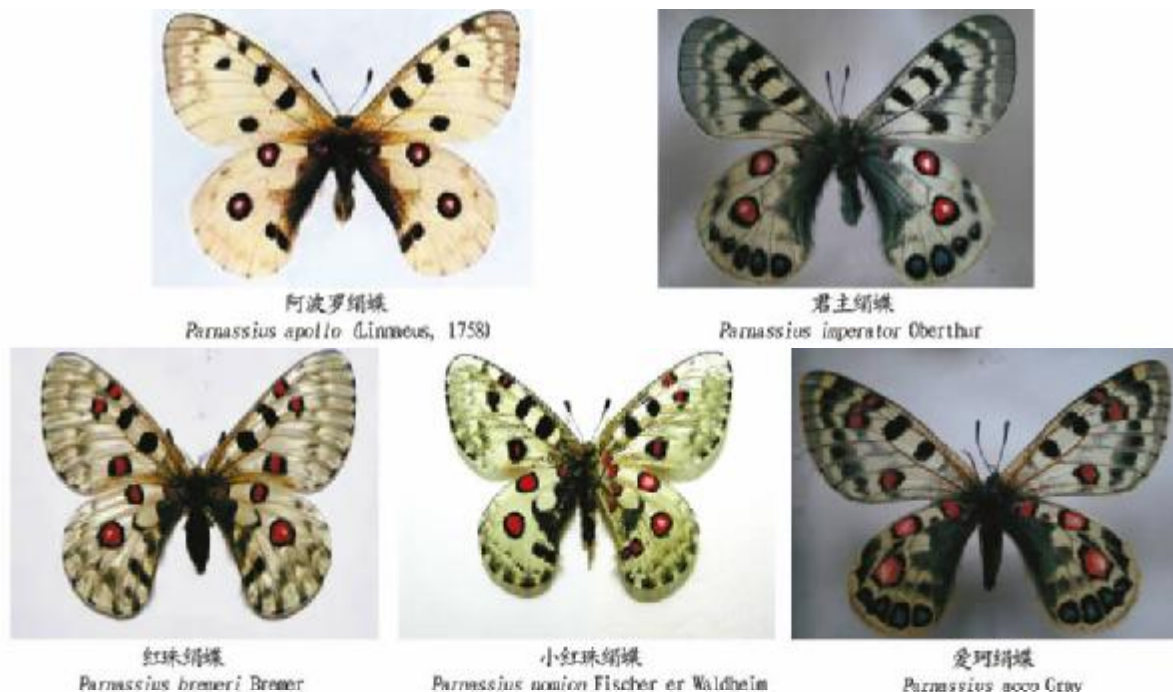 阿波罗绢蝶
Parnassius apollo (Linnaeus, 1758)
君主绢蝶
Parnassius imperator Oberthur
红珠绢蝶
Parnassius bremeri Bremer
小红珠绢蝶
Parnassius nomion Fischer er Waldheim
爱珂绢蝶
Parnassius acco Gray